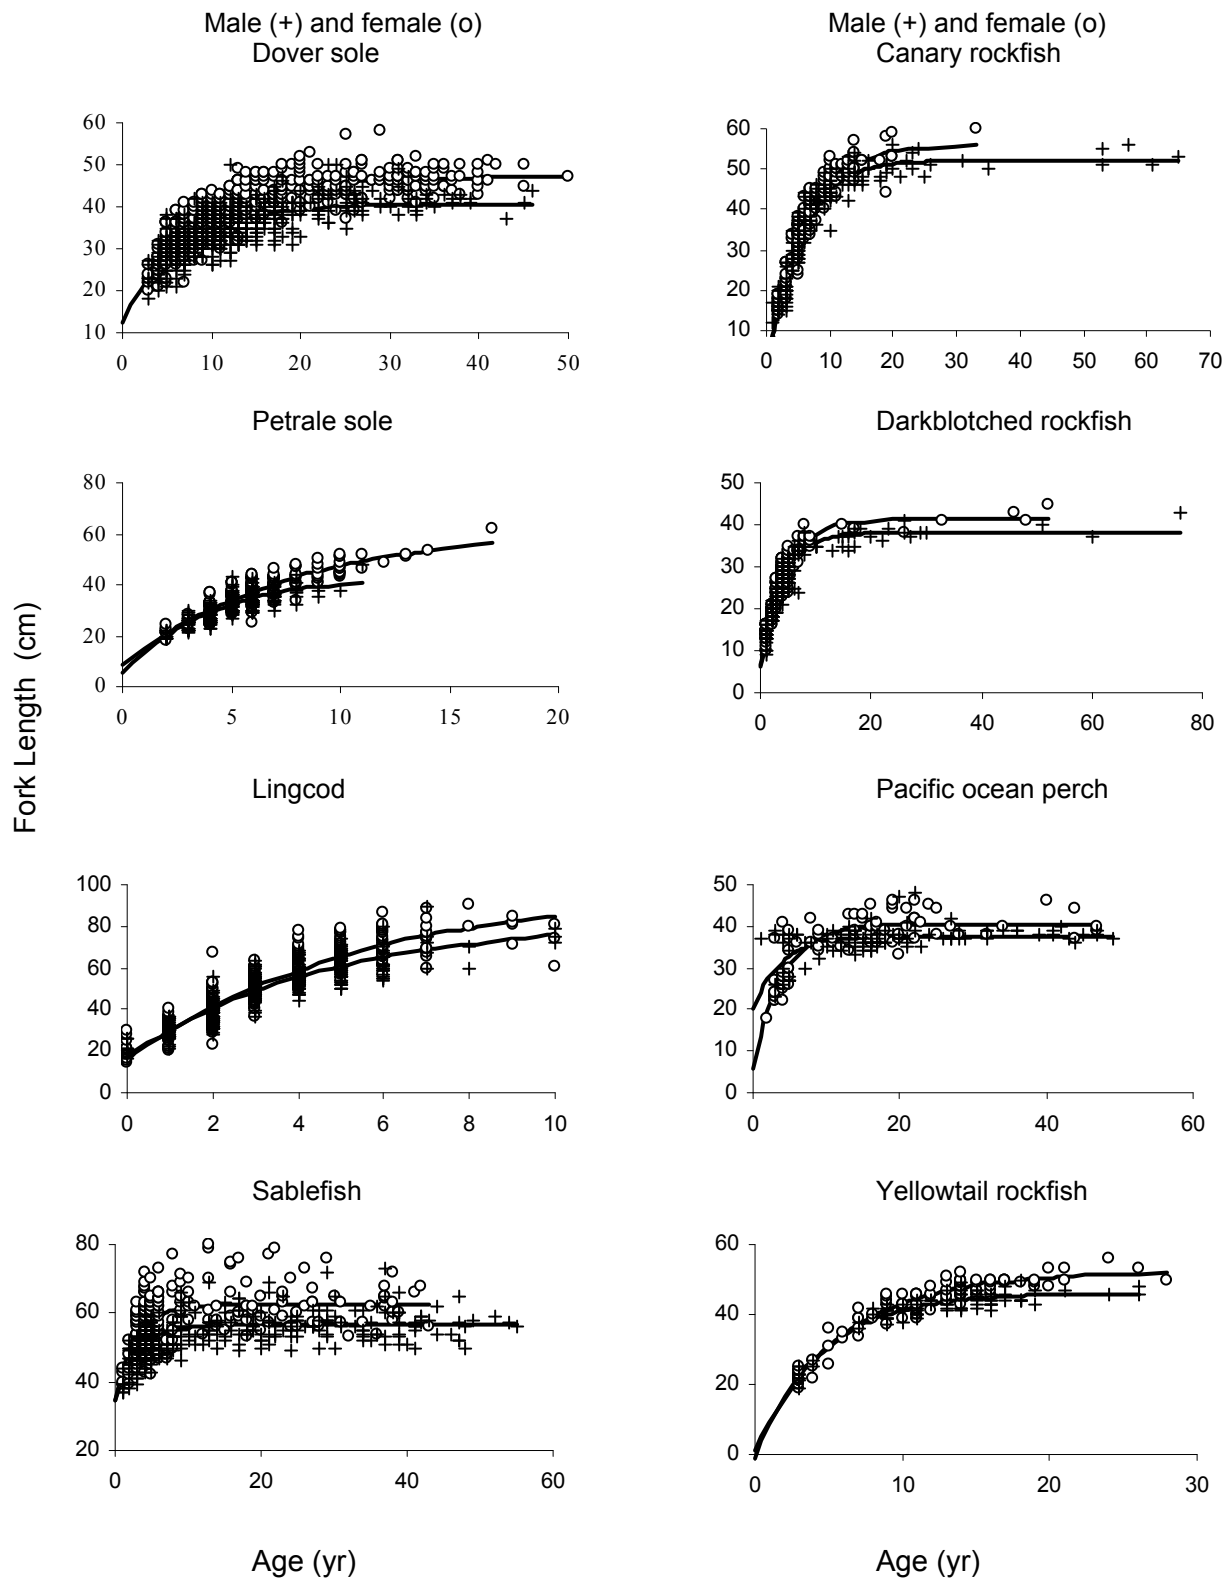 Male (+) and female (o)
Dover sole
60
50
40
30
20
10
0 10 20 30 40 50
Male (+) and female (o)
Canary rockfish
60
50
40
30
20
10
0 10 20 30 40 50 60 70
Petrale sole
80
60
40
20
0
0 5 10 15 20
Darkblotched rockfish
50
40
30
20
10
0
0 20 40 60 80
Fork Length (cm)
Lingcod
100
80
60
40
20
0
0 2 4 6 8 10
Pacific ocean perch
50
40
30
20
10
0
0 20 40 60
Sablefish
80
60
40
20
0 20 40 60
Yellowtail rockfish
60
40
20
0
0 10 20 30
Age (yr)
Age (yr)